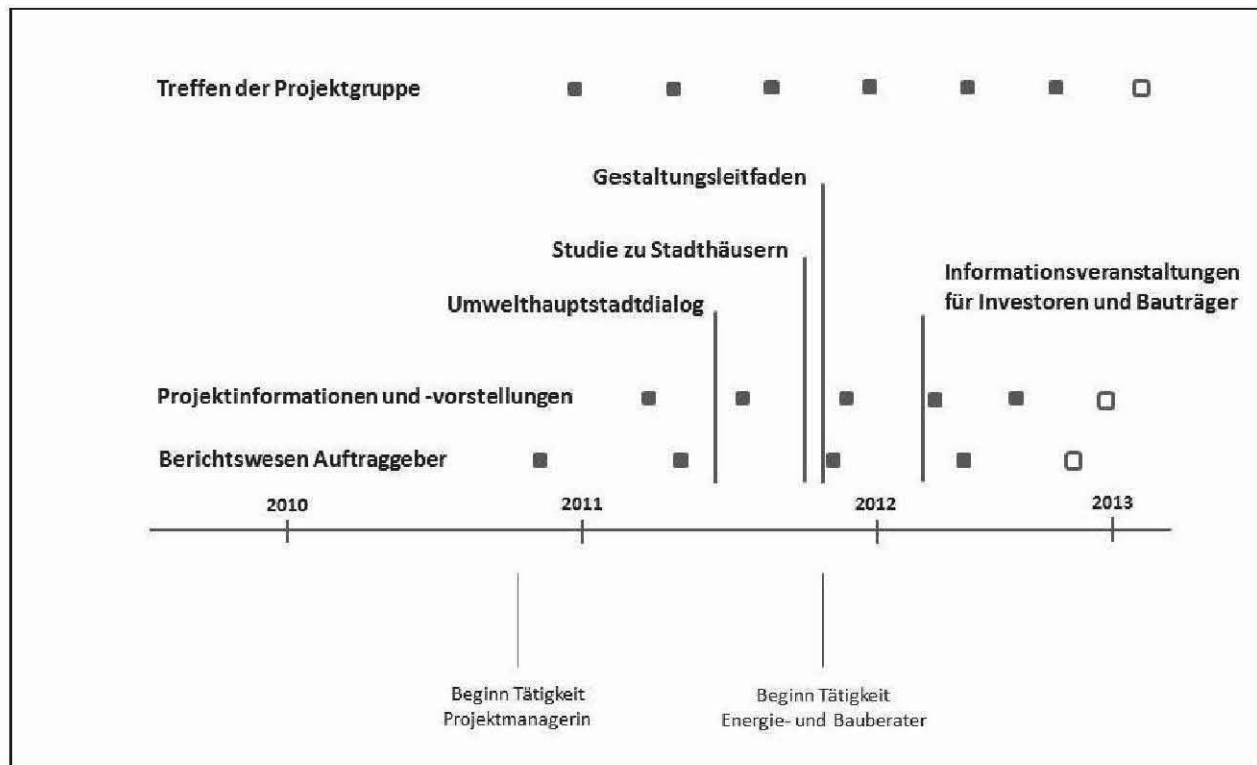 Treffen der Projektgruppe
Gestaltungsleitfaden
Studie zu Stadthäusern
Informationsveranstaltungen
für Investoren und Bauträger
Umwelthauptstadtdialog
Projektinformationen und -vorstellungen
Berichtswesen Auftraggeber
2010
2011
2012
2013
Beginn Tätigkeit
Projektmanagerin
Beginn Tätigkeit
Energie- und Bauberater